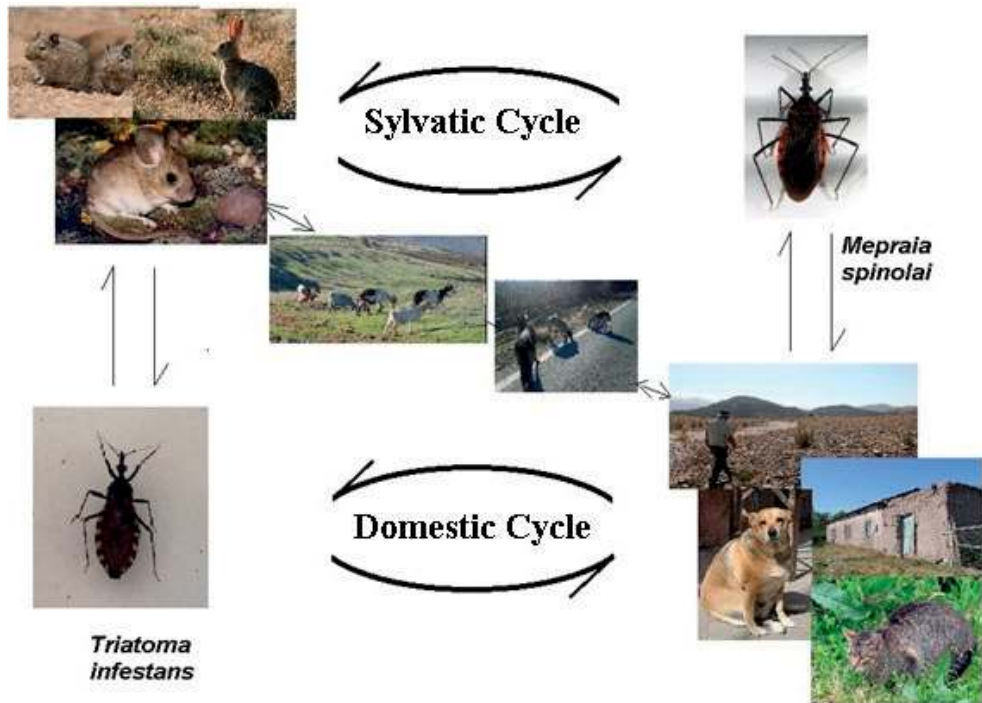 Sylvatic Cycle
Mepraia
spinolai
Domestic Cycle
Triatoma
infestans